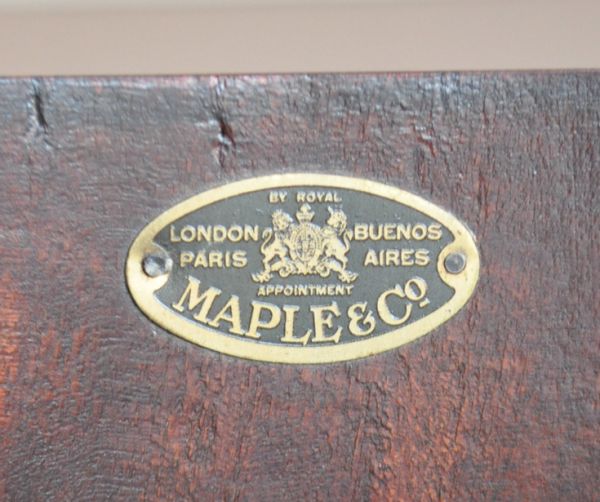 BY ROYAL
LONDON BUENOS
PARIS AIRES
APPOINTMENT
MAPLE & Cº